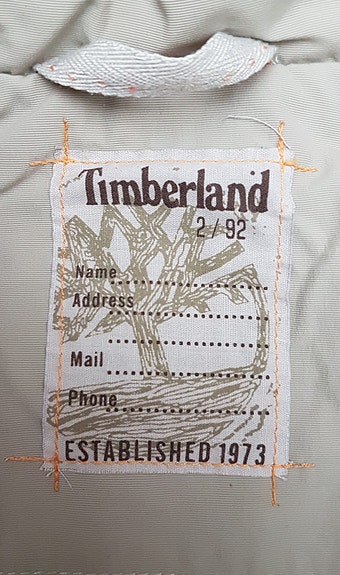 Timberland
2/92
Name
Address
Mail
Phone
ESTABLISHED 1973